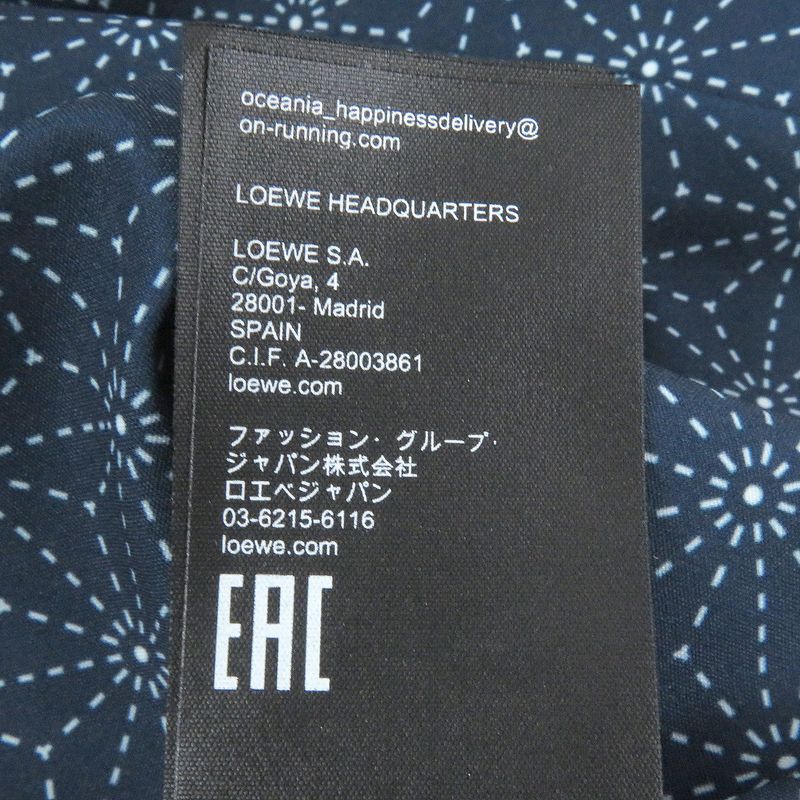 oceania_happinessdelivery@
on-running.com
LOEWE HEADQUARTERS
LOEWE S.A.
C/Goya, 4
28001- Madrid
SPAIN
C.I.F. A-28003861
loewe.com
ファッション・グループ・
ジャパン株式会社
ロエベジャパン
03-6215-6116
loewe.com
EAC